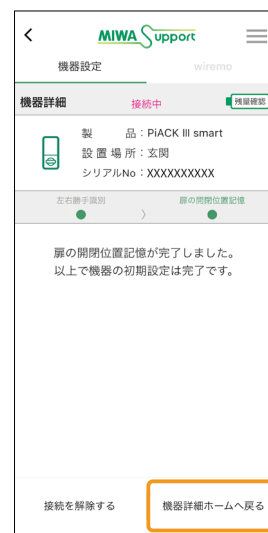 MIWA Support
機器設定
wiremo
機器詳細
接続中
残量確認
製　　品：PiACK III smart
設 置 場 所：玄関
シリアルNo：XXXXXXXXXX
左右勝手識別
扉の開閉位置記憶
扉の開閉位置記憶が完了しました。
以上で機器の初期設定は完了です。
接続を解除する
機器詳細ホームへ戻る